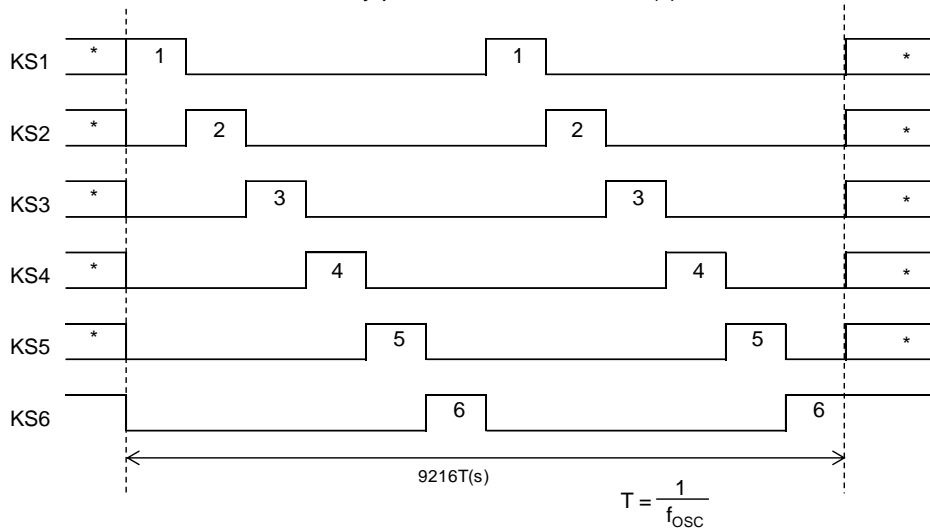 KS1 * 1 1 *
KS2 * 2 2 *
KS3 * 3 3 *
KS4 * 4 4 *
KS5 * 5 5 *
KS6 6 6
9216T(s)
T = 1
fOSC